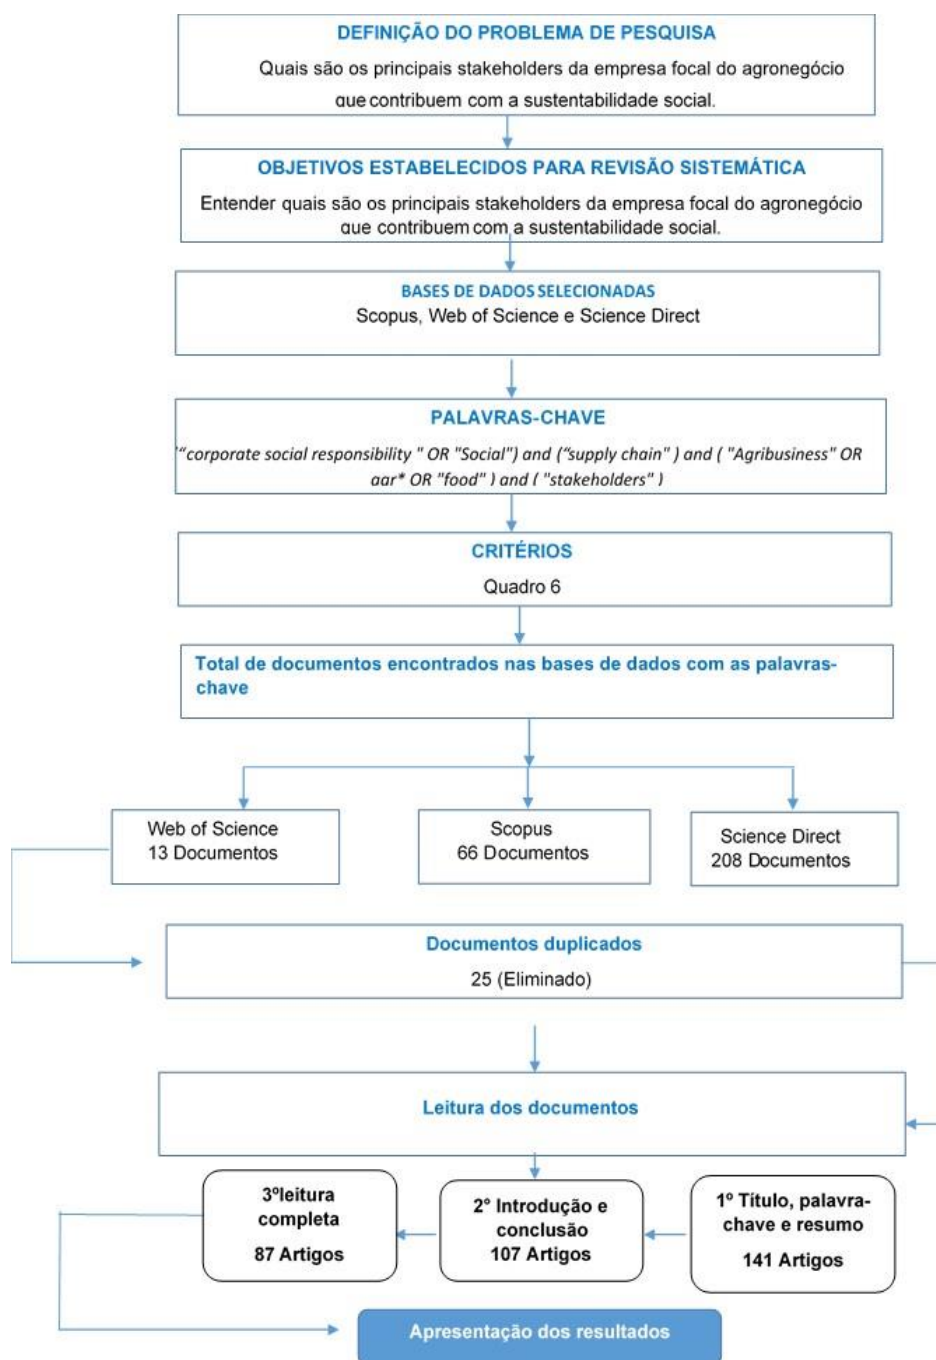 DEFINIÇÃO DO PROBLEMA DE PESQUISA
Quais são os principais stakeholders da empresa focal do agronegócio
que contribuem com a sustentabilidade social.
OBJETIVOS ESTABELECIDOS PARA REVISÃO SISTEMÁTICA
Entender quais são os principais stakeholders da empresa focal do agronegócio
que contribuem com a sustentabilidade social.
BASES DE DADOS SELECIONADAS
Scopus, Web of Science e Science Direct
PALAVRAS-CHAVE
("corporate social responsibility " OR "Social") and ("supply chain" ) and ( "Agribusiness" OR
agr* OR "food" ) and ( "stakeholders" )
CRITÉRIOS
Quadro 6
Total de documentos encontrados nas bases de dados com as palavras-
chave
Web of Science
13 Documentos
Scopus
66 Documentos
Science Direct
208 Documentos
Documentos duplicados
25 (Eliminado)
Leitura dos documentos
3ºleitura
completa
87 Artigos
2° Introdução e
conclusão
107 Artigos
1º Título, palavra-
chave e resumo
141 Artigos
Apresentação dos resultados